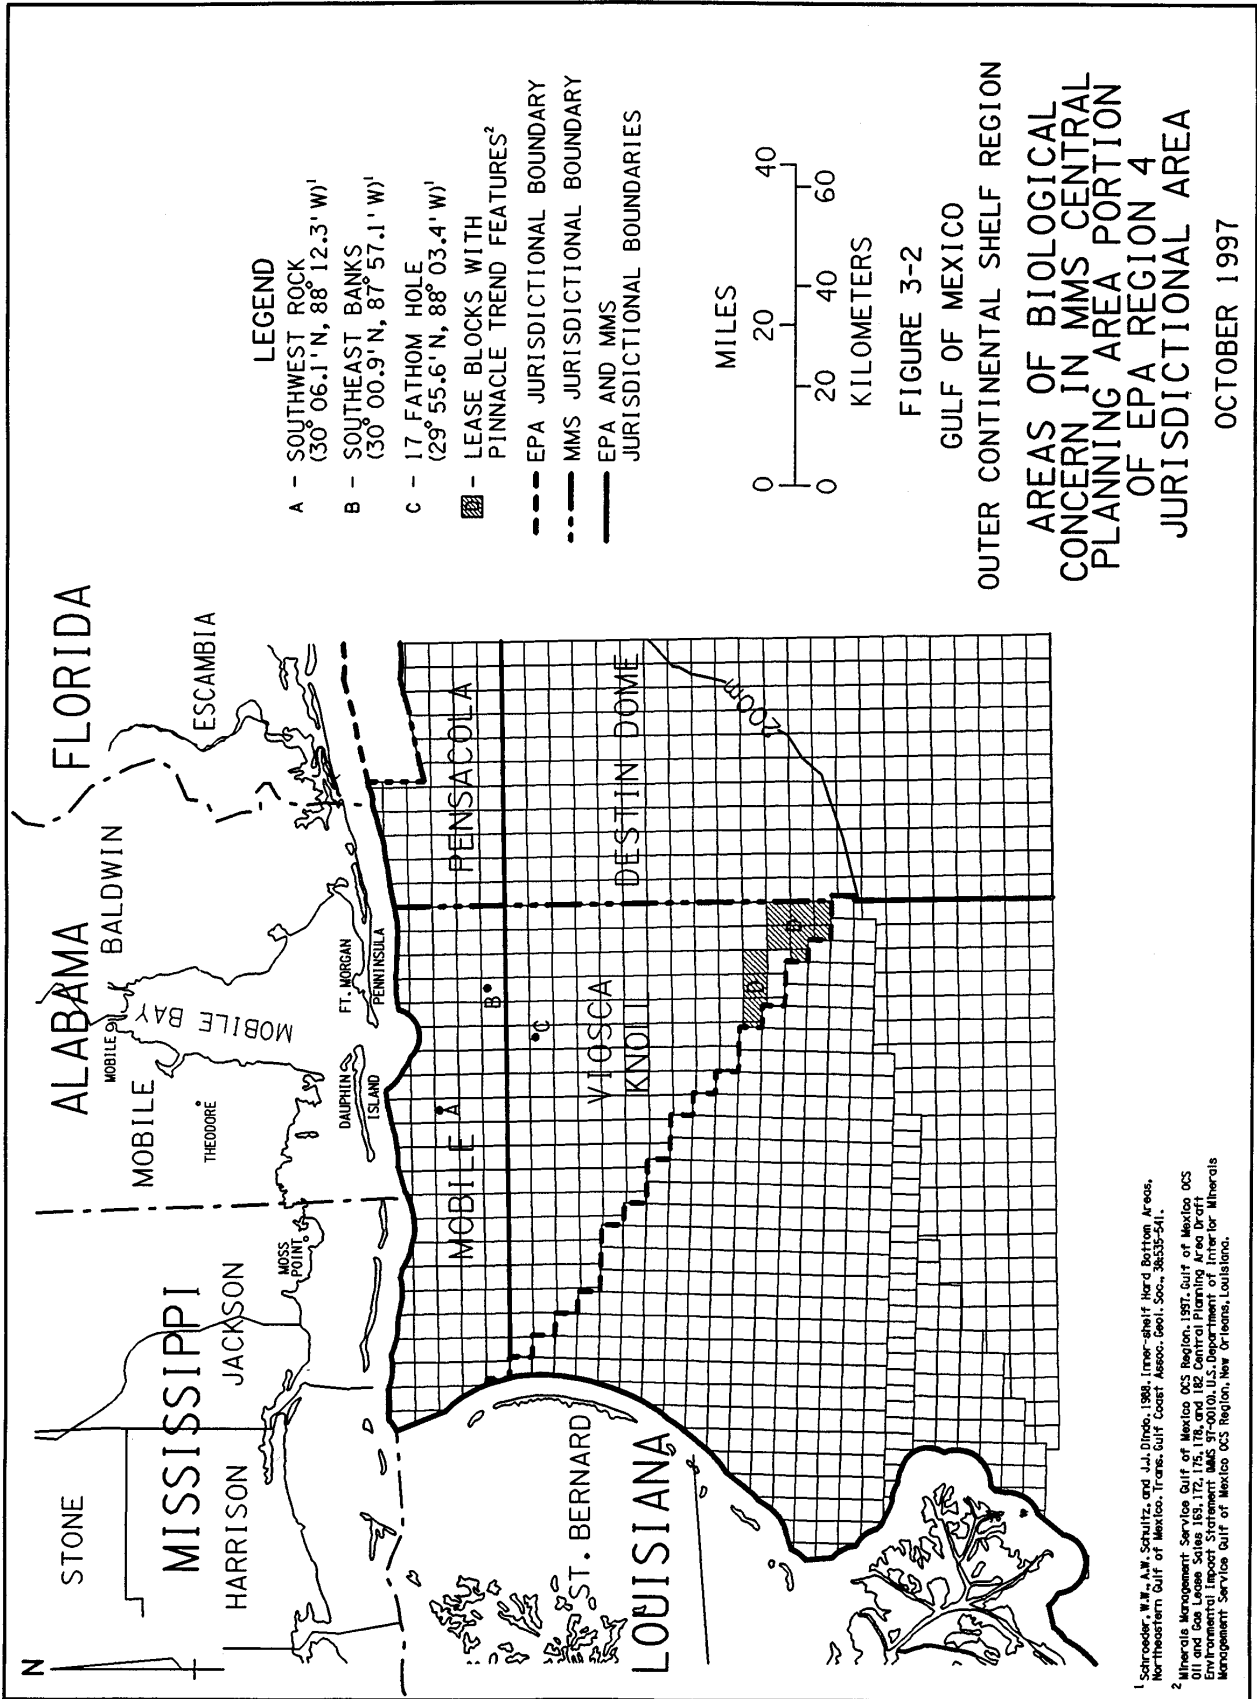 N
STONE
MISSISSIPPI
HARRISON
JACKSON
MOSS
POINT
ALABAMA
MOBILE
MOBILE
THEODORE
BALDWIN
MOBILE BAY
FT. MORGAN
PENNINSULA
DAUPHIN
ISLAND
FLORIDA
ESCAMBIA
ST. BERNARD
LOUISIANA
MOBILE
A
B
C
PENSACOLA
VIOSCA
KNOLL
DESTIN DOME
100m
D
D
LEGEND
A - SOUTHWEST ROCK
(30° 06.1' N, 88° 12.3' W)¹
B - SOUTHEAST BANKS
(30° 00.9' N, 87° 57.1' W)¹
C - 17 FATHOM HOLE
(29° 55.6' N, 88° 03.4' W)¹
D - LEASE BLOCKS WITH
PINNACLE TREND FEATURES²
EPA JURISDICTIONAL BOUNDARY
MMS JURISDICTIONAL BOUNDARY
EPA AND MMS
JURISDICTIONAL BOUNDARIES
MILES
0 20 40
0 20 40 60
KILOMETERS
FIGURE 3-2
GULF OF MEXICO
OUTER CONTINENTAL SHELF REGION
AREAS OF BIOLOGICAL
CONCERN IN MMS CENTRAL
PLANNING AREA PORTION
OF EPA REGION 4
JURISDICTIONAL AREA
OCTOBER 1997
1 Schroeder, W.W., A.W. Schultz, and J.J. Dindo. 1988. Inner-shelf Hard Bottom Areas,
Northeastern Gulf of Mexico. Trans. Gulf Coast Assoc. Geol. Soc., 38:535-541.
2 Minerals Management Service Gulf of Mexico OCS Region. 1997. Gulf of Mexico OCS
Oil and Gas Lease Sales 169, 172, 175, 178, and 182 Central Planning Area Draft
Environmental Impact Statement (MMS 97-0010). U.S. Department of Interior Minerals
Management Service Gulf of Mexico OCS Region, New Orleans, Louisiana.